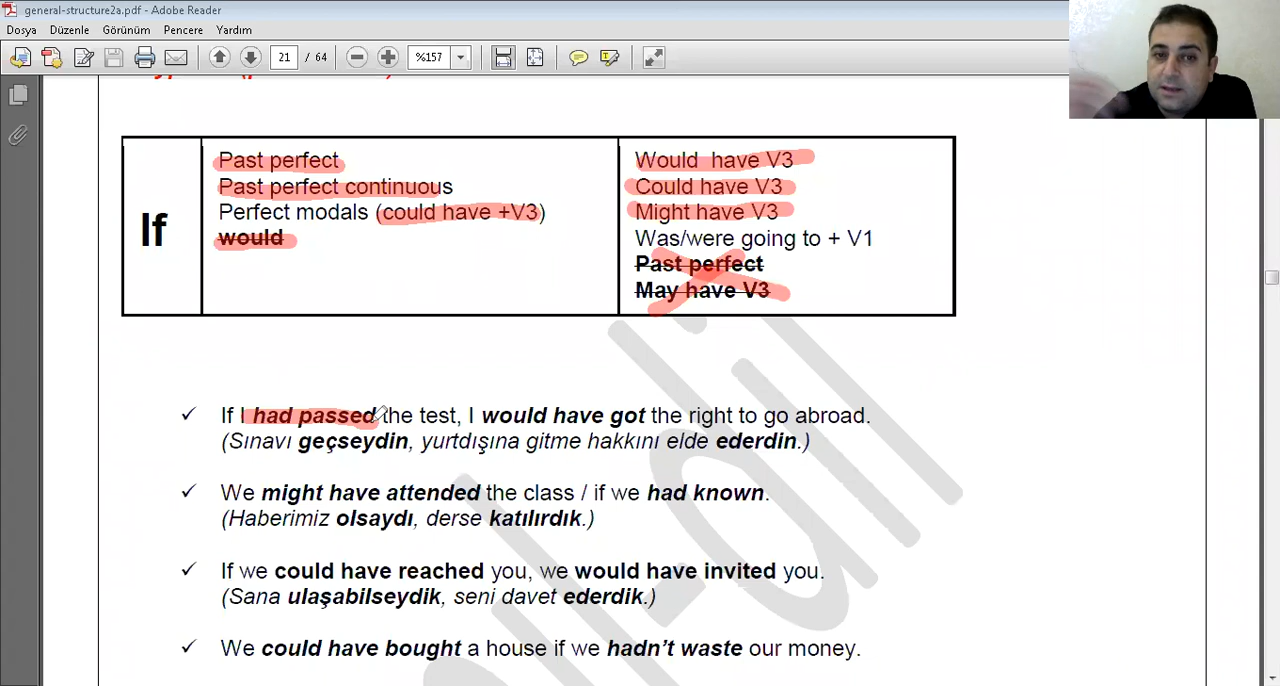 general-structure2a.pdf - Adobe Reader
Dosya Düzenle Görünüm Pencere Yardım
21 / 64 %157
If
Past perfect
Past perfect continuous
Perfect modals (could have +V3)
would
Would have V3
Could have V3
Might have V3
Was/were going to + V1
Past perfect
May have V3
✓ If I had passed the test, I would have got the right to go abroad.
(Sınavı geçseydin, yurtdışına gitme hakkını elde ederdin.)
✓ We might have attended the class / if we had known.
(Haberimiz olsaydı, derse katılırdık.)
✓ If we could have reached you, we would have invited you.
(Sana ulaşabilseydik, seni davet ederdik.)
✓ We could have bought a house if we hadn't waste our money.